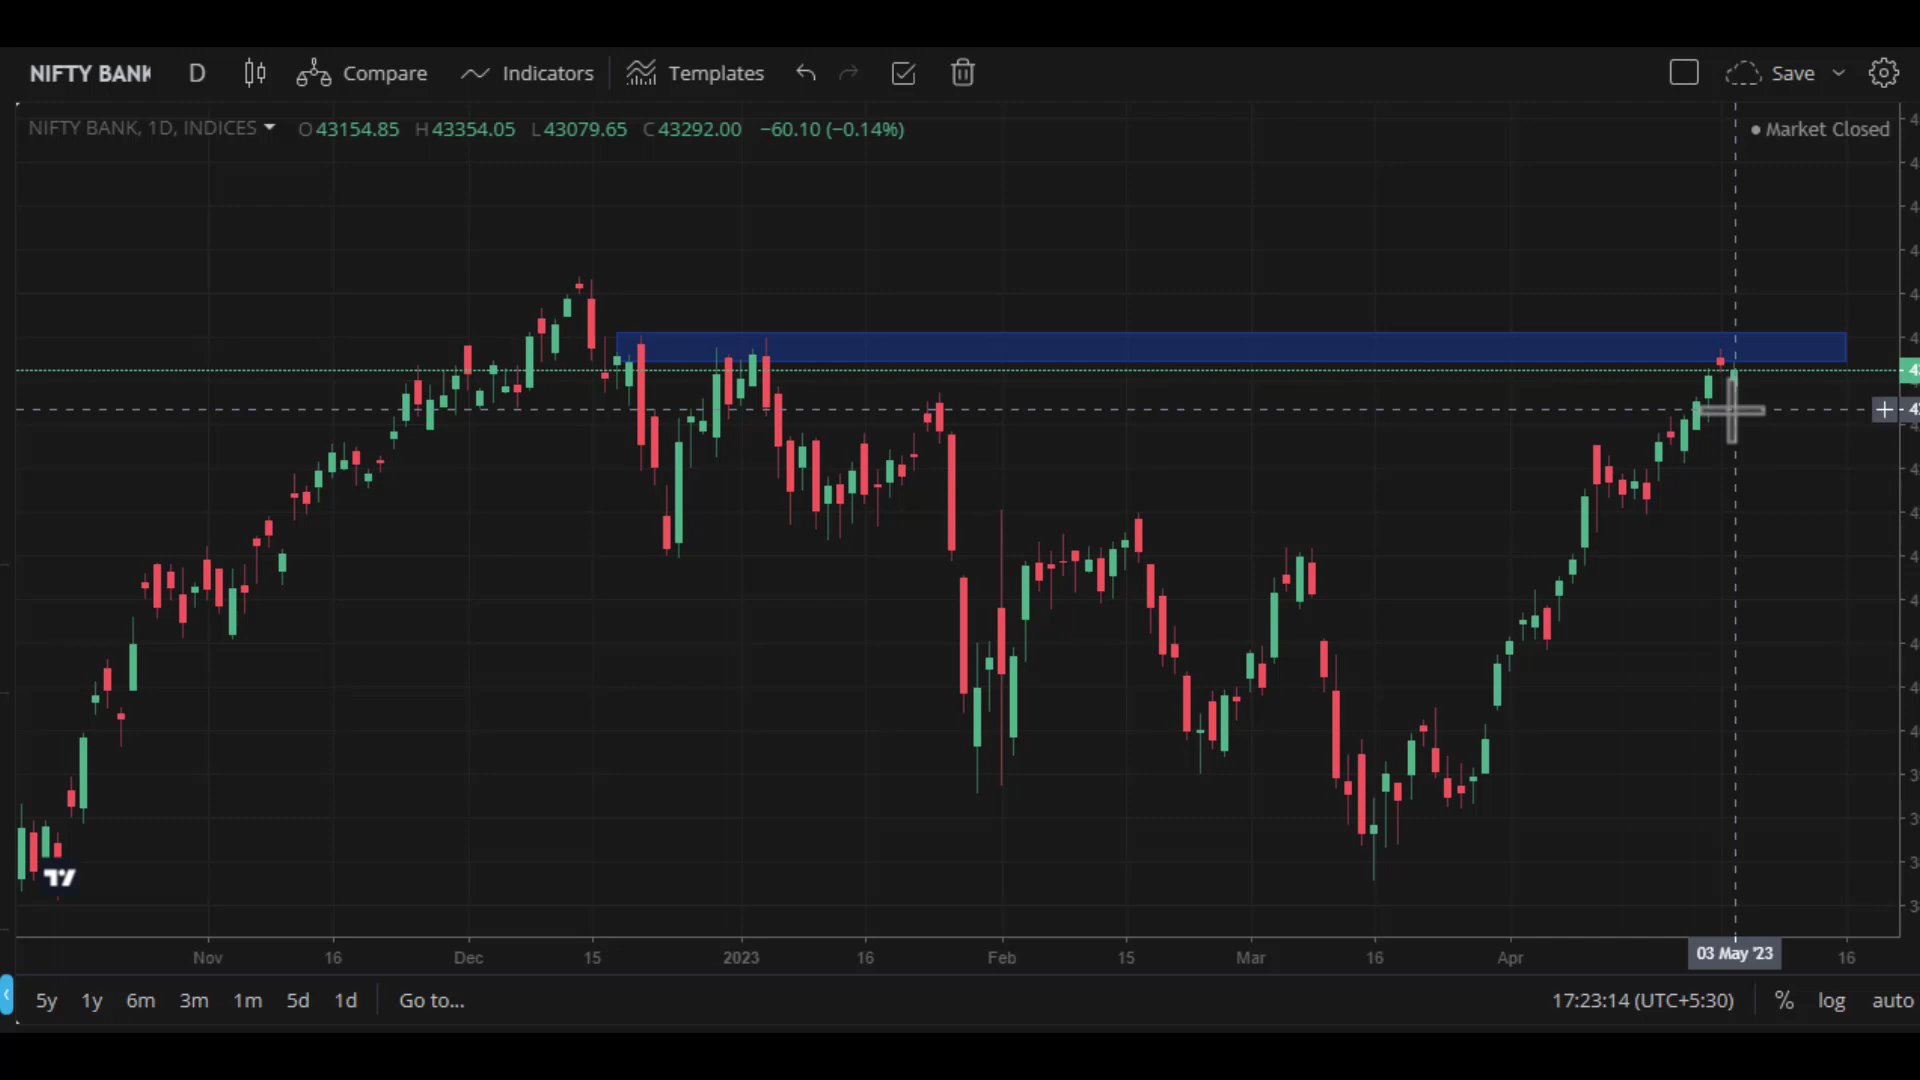 NIFTY BANK D Compare Indicators Templates Save
NIFTY BANK, 1D, INDICES O43154.85 H43354.05 L43079.65 C43292.00 −60.10 (−0.14%) Market Closed
Nov 16 Dec 15 2023 16 Feb 15 Mar 16 Apr 03 May '23 16
5y 1y 6m 3m 1m 5d 1d Go to... 17:23:14 (UTC+5:30) % log auto